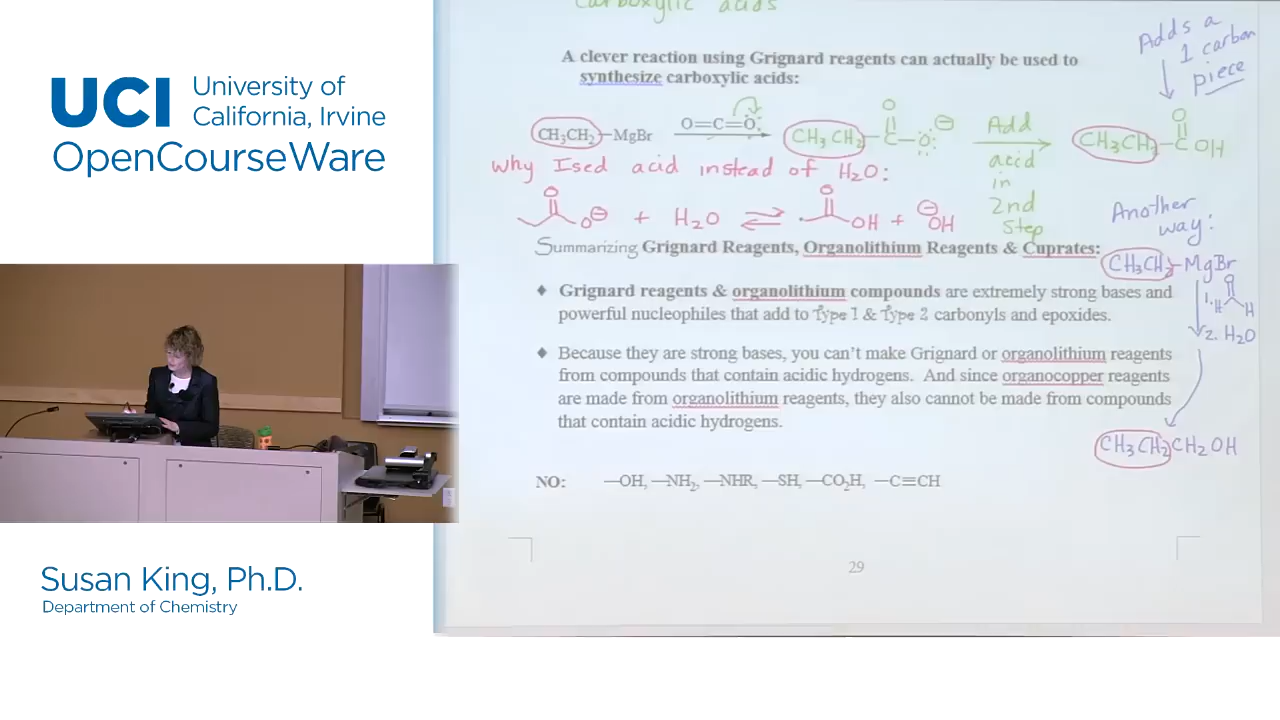 UCI University of
California, Irvine
OpenCourseWare
Susan King, Ph.D.
Department of Chemistry
carboxylic acids
A clever reaction using Grignard reagents can actually be used to
synthesize carboxylic acids:
Adds a
1 carbon
piece
CH₃CH₂—MgBr O=C=O: CH₃CH₂—C—O:⊖ Add CH₃CH₂—C OH
O O
acid
in
2nd
step
why I sed acid instead of H₂O:
O O⊖ + H₂O ⇌ O OH + ⊖OH
Another
way:
Summarizing Grignard Reagents, Organolithium Reagents & Cuprates:
CH₃CH₂—MgBr
1. H O H
2. H₂O
CH₃CH₂CH₂OH
♦ Grignard reagents & organolithium compounds are extremely strong bases and
powerful nucleophiles that add to Type 1 & Type 2 carbonyls and epoxides.
♦ Because they are strong bases, you can't make Grignard or organolithium reagents
from compounds that contain acidic hydrogens. And since organocopper reagents
are made from organolithium reagents, they also cannot be made from compounds
that contain acidic hydrogens.
NO: —OH, —NH₂, —NHR, —SH, —CO₂H, —C≡CH
29